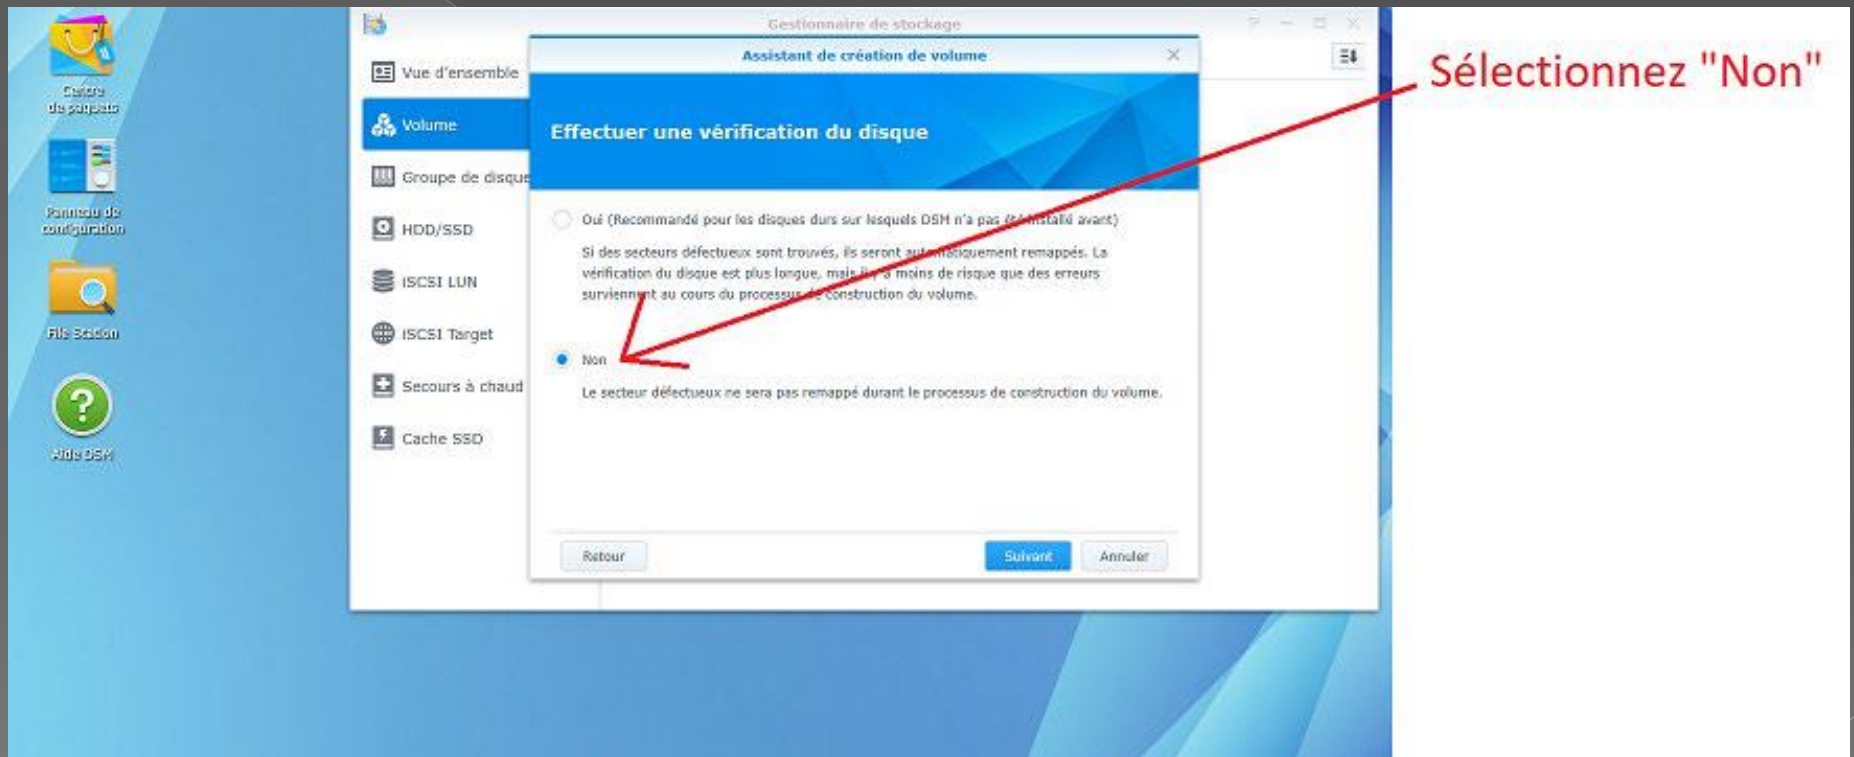 Gestionnaire de stockage
Assistant de création de volume
Sélectionnez "Non"
Centre
de paquets
Panneau de
configuration
File Station
Aide DSM
Vue d'ensemble
Volume
Groupe de disque
HDD/SSD
iSCSI LUN
iSCSI Target
Secours à chaud
Cache SSD
Effectuer une vérification du disque
Oui (Recommandé pour les disques durs sur lesquels DSM n'a pas été installé avant)
Si des secteurs défectueux sont trouvés, ils seront automatiquement remappés. La
vérification du disque est plus longue, mais il y a moins de risque que des erreurs
surviennent au cours du processus de construction du volume.
Non
Le secteur défectueux ne sera pas remappé durant le processus de construction du volume.
Retour
Suivant
Annuler